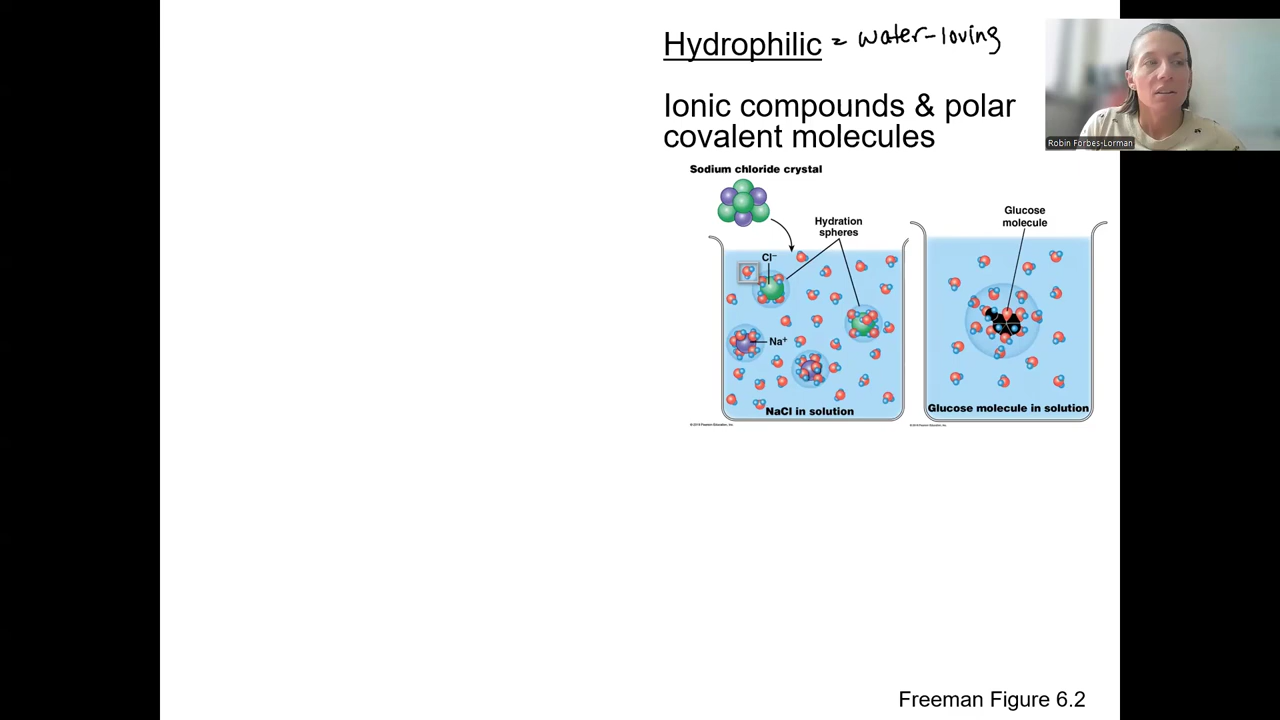 Hydrophilic = water-loving
Ionic compounds & polar
covalent molecules
Robin Forbes-Lorman
Sodium chloride crystal
Hydration
spheres
Cl⁻
Na⁺
NaCl in solution
Glucose
molecule
Glucose molecule in solution
Freeman Figure 6.2